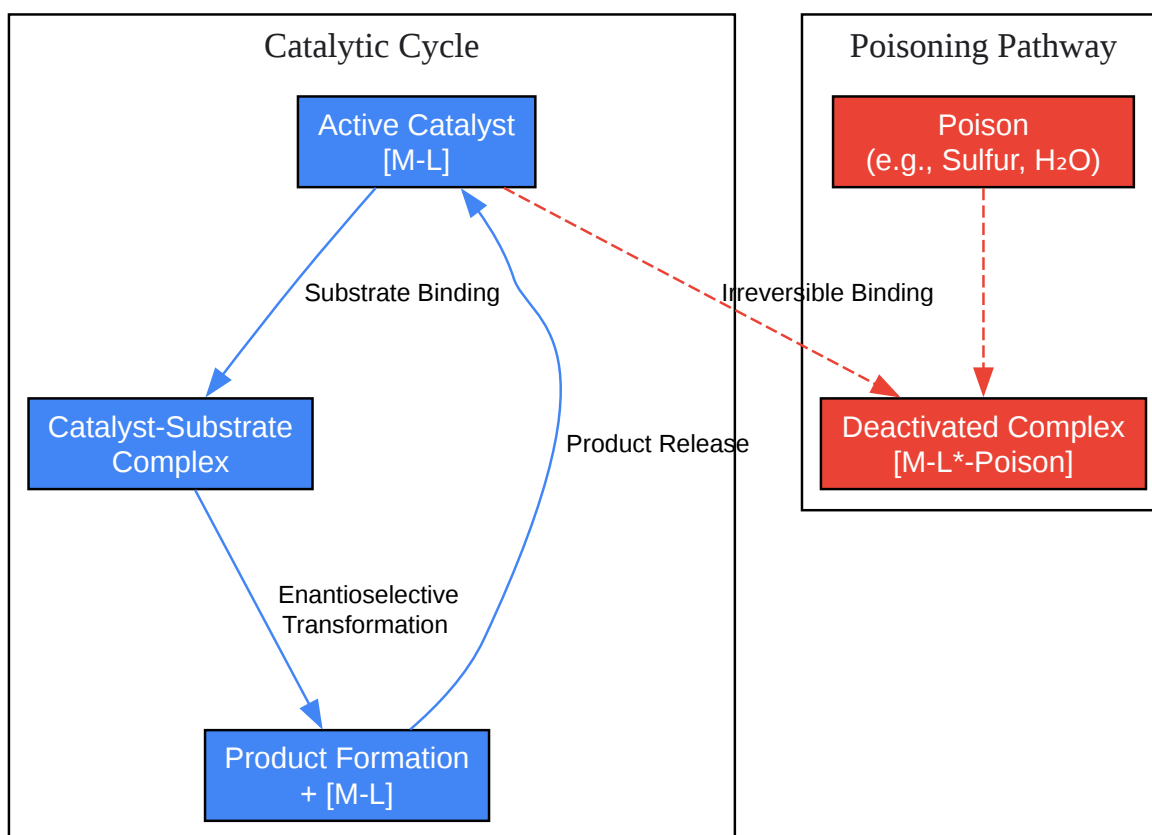 Catalytic Cycle
Poisoning Pathway
Active Catalyst
[M-L]
Poison
(e.g., Sulfur, H₂O)
Substrate Binding
Irreversible Binding
Catalyst-Substrate
Complex
Product Release
Deactivated Complex
[M-L*-Poison]
Enantioselective
Transformation
Product Formation
+ [M-L]